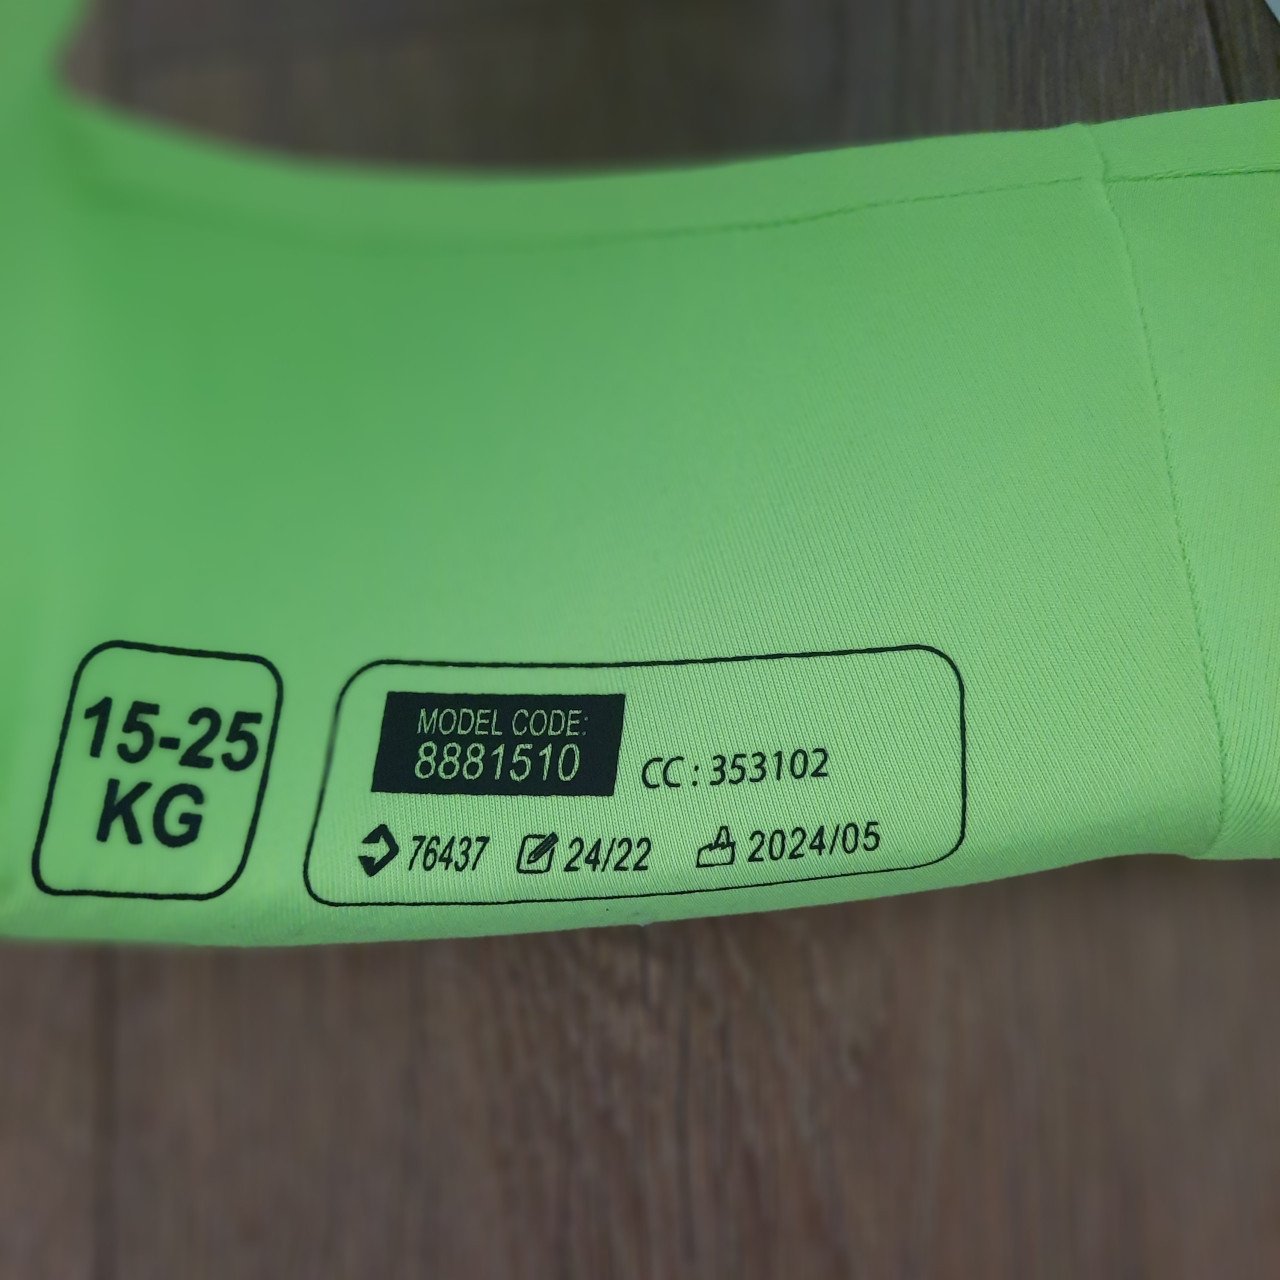 15-25
KG
MODEL CODE:
8881510
CC : 353102
76437 24/22 2024/05